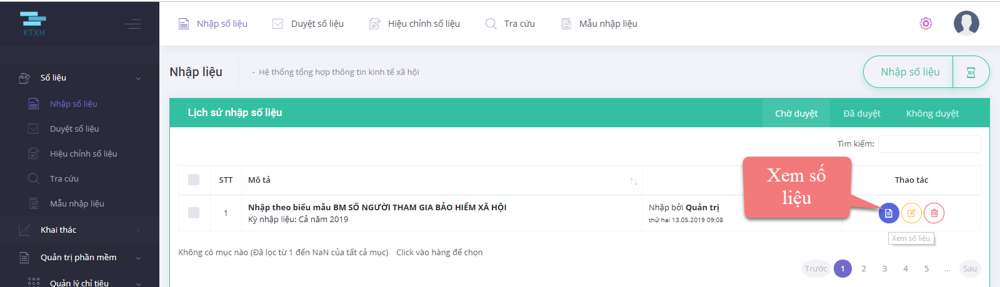 KTXH
Nhập số liệu
Duyệt số liệu
Hiệu chỉnh số liệu
Tra cứu
Mẫu nhập liệu
Số liệu
Nhập số liệu
Duyệt số liệu
Hiệu chỉnh số liệu
Tra cứu
Mẫu nhập liệu
Khai thác
Quản trị phần mềm
Quản lý chỉ tiêu
Nhập liệu
- Hệ thống tổng hợp thông tin kinh tế xã hội
Nhập số liệu
XLS
Lịch sử nhập số liệu
Chờ duyệt
Đã duyệt
Không duyệt
Tìm kiếm:
STT
Mô tả
Thao tác
Xem số
liệu
1
Nhập theo biểu mẫu BM SỐ NGƯỜI THAM GIA BẢO HIỂM XÃ HỘI
Kỳ nhập liệu: Cả năm 2019
Nhập bởi Quản trị
thứ hai 13.05.2019 09:08
Xem số liệu
Không có mục nào (Đã lọc từ 1 đến NaN của tất cả mục) Click vào hàng để chọn
Trước 1 2 3 4 5 ... Sau